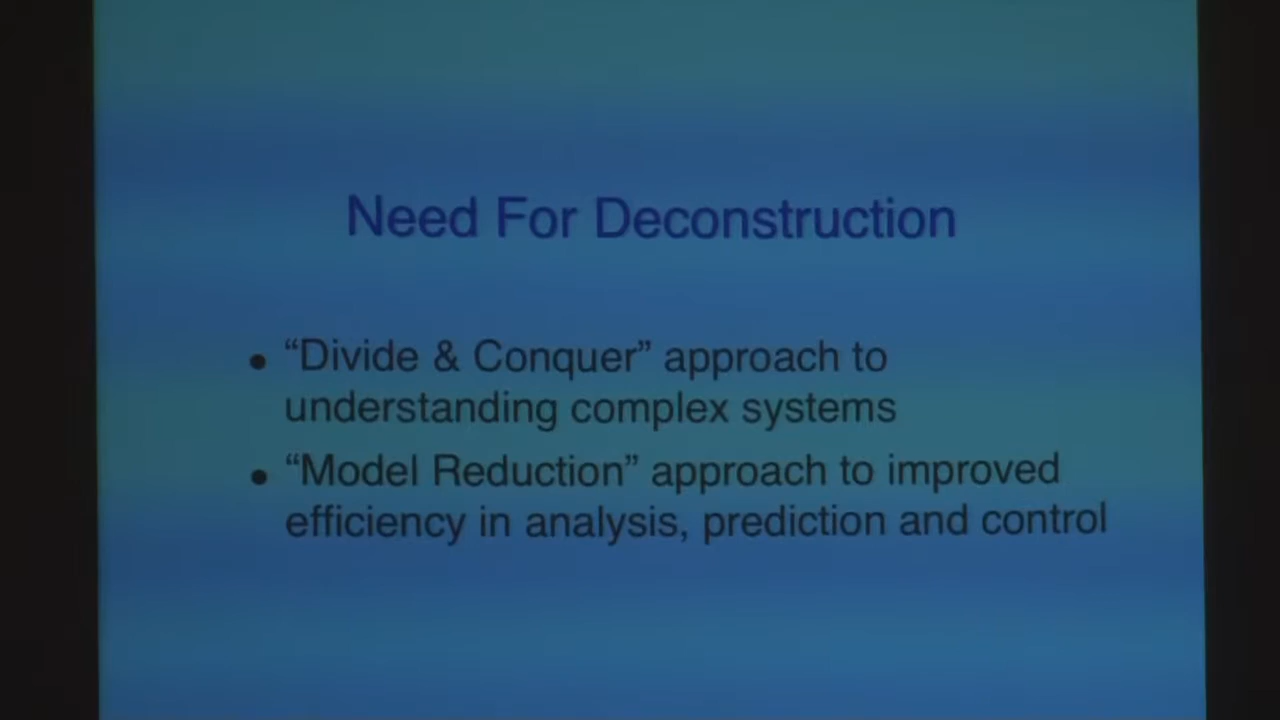 Need For Deconstruction
• “Divide & Conquer” approach to
understanding complex systems
• “Model Reduction” approach to improved
efficiency in analysis, prediction and control